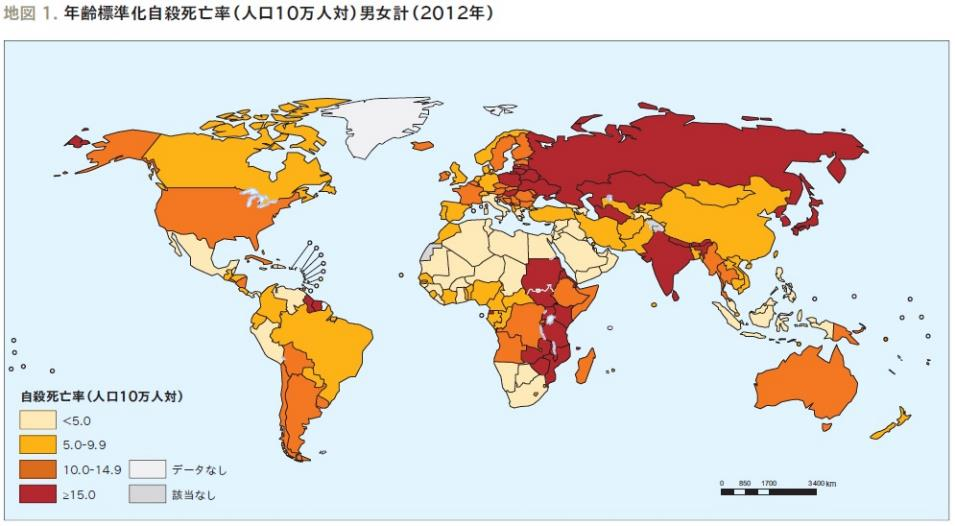 地図 1. 年齢標準化自殺死亡率(人口10万人対)男女計(2012年)
自殺死亡率(人口10万人対)
<5.0
5.0-9.9
10.0-14.9
データなし
≥15.0
該当なし
0 850 1700 3400 km